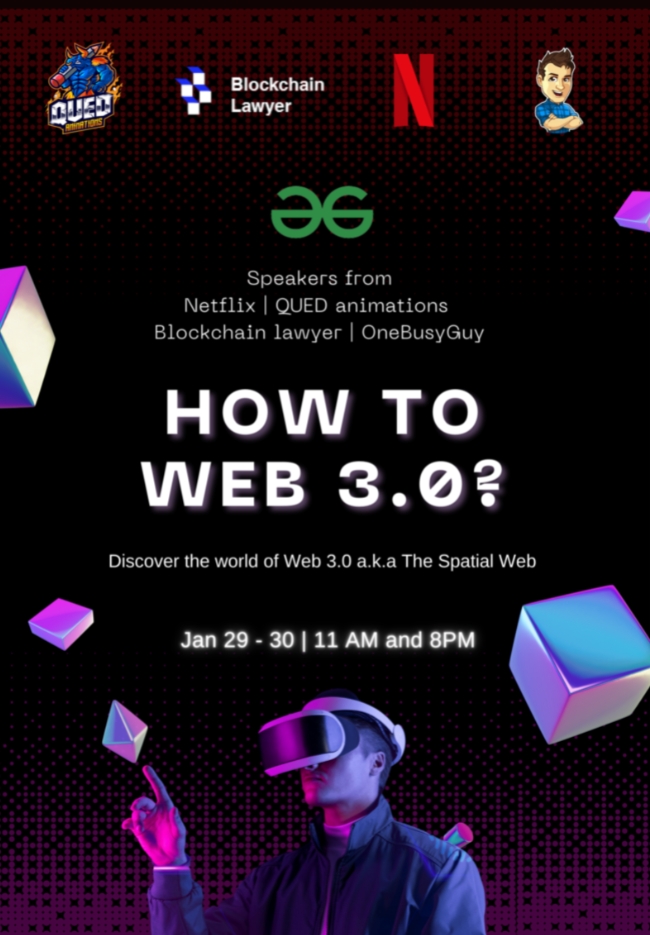 QUED
ANIMATIONS
Blockchain
Lawyer
N
Speakers from
Netflix | QUED animations
Blockchain lawyer | OneBusyGuy
HOW TO
WEB 3.0?
Discover the world of Web 3.0 a.k.a The Spatial Web
Jan 29 - 30 | 11 AM and 8PM